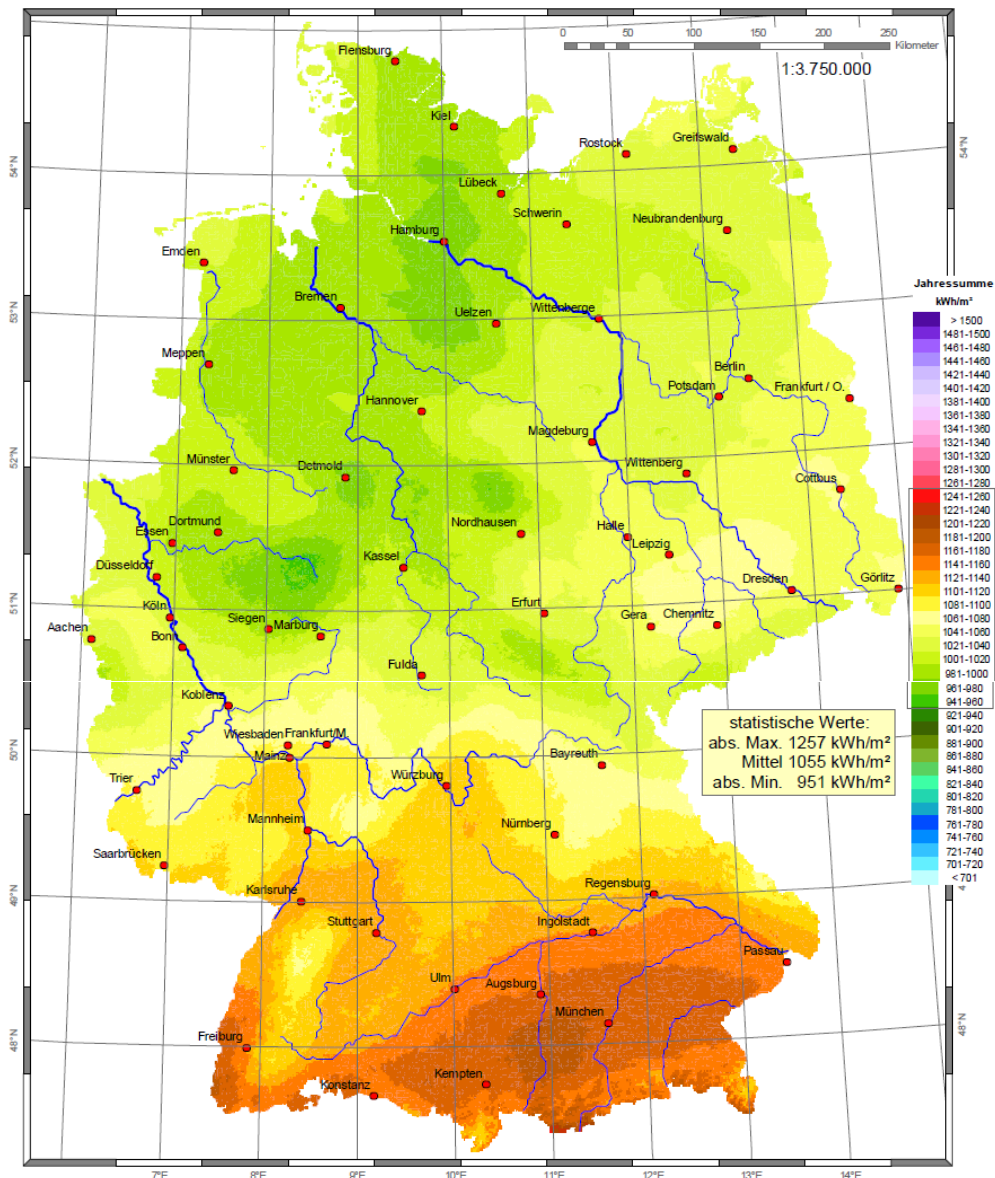 0 50 100 150 200 250
Kilometer
1:3.750.000
Flensburg
Kiel
Rostock
Greifswald
54°N
54°N
Lübeck
Schwerin
Neubrandenburg
Hamburg
Emden
Jahressumme
kWh/m²
Bremen
Uelzen
Wittenberge
53°N
> 1500
1481-1500
1461-1480
1441-1460
1421-1440
1401-1420
1381-1400
1361-1380
1341-1360
1321-1340
1301-1320
1281-1300
1261-1280
1241-1260
1221-1240
1201-1220
1181-1200
1161-1180
1141-1160
1121-1140
1101-1120
1081-1100
1061-1080
1041-1060
1021-1040
1001-1020
981-1000
961-980
941-960
921-940
901-920
881-900
861-880
841-860
821-840
801-820
781-800
761-780
741-760
721-740
701-720
< 701
Meppen
Berlin
Potsdam
Frankfurt / O.
Hannover
Magdeburg
52°N
Münster
Detmold
Wittenberg
Cottbus
Dortmund
Essen
Nordhausen
Halle
Leipzig
Düsseldorf
Kassel
Dresden
Görlitz
51°N
Köln
Siegen
Marburg
Erfurt
Gera
Chemnitz
Aachen
Bonn
Fulda
Koblenz
statistische Werte:
abs. Max. 1257 kWh/m²
Mittel 1055 kWh/m²
abs. Min. 951 kWh/m²
50°N
Wiesbaden
Frankfurt/M.
Mainz
Bayreuth
Trier
Würzburg
Mannheim
Nürnberg
Saarbrücken
49°N
4
Karlsruhe
Regensburg
Stuttgart
Ingolstadt
Passau
Ulm
Augsburg
München
48°N
48°N
Freiburg
Konstanz
Kempten
7°E 8°E 9°E 10°E 11°E 12°E 13°E 14°E